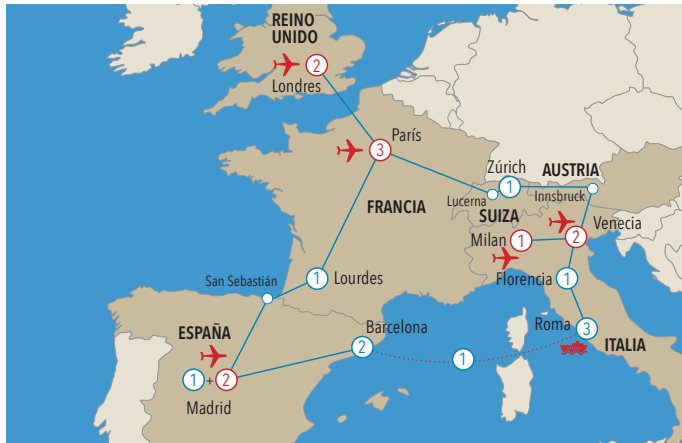 REINO
UNIDO
2
Londres
París
3
Zúrich
1
AUSTRIA
Innsbruck
Lucerna
FRANCIA
SUIZA
Venecia
Milan
1
2
San Sebastián
1
Lourdes
Florencia
1
ESPAÑA
Barcelona
2
Roma
3
1
ITALIA
1 + 2
Madrid